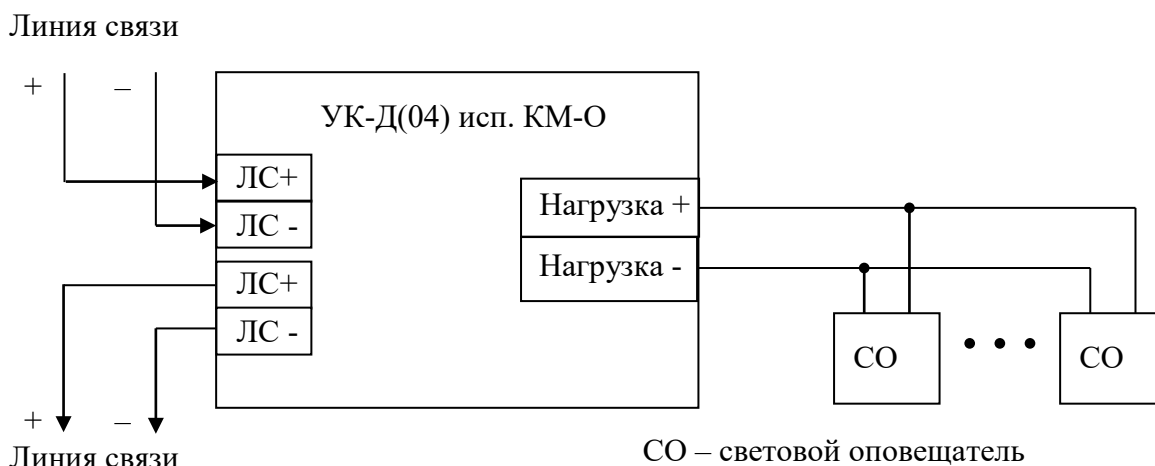 Линия связи
+ –
УК-Д(04) исп. КМ-О
ЛС+
ЛС -
ЛС+
ЛС -
Нагрузка +
Нагрузка -
СО • • • СО
+ –
Линия связи
СО – световой оповещатель